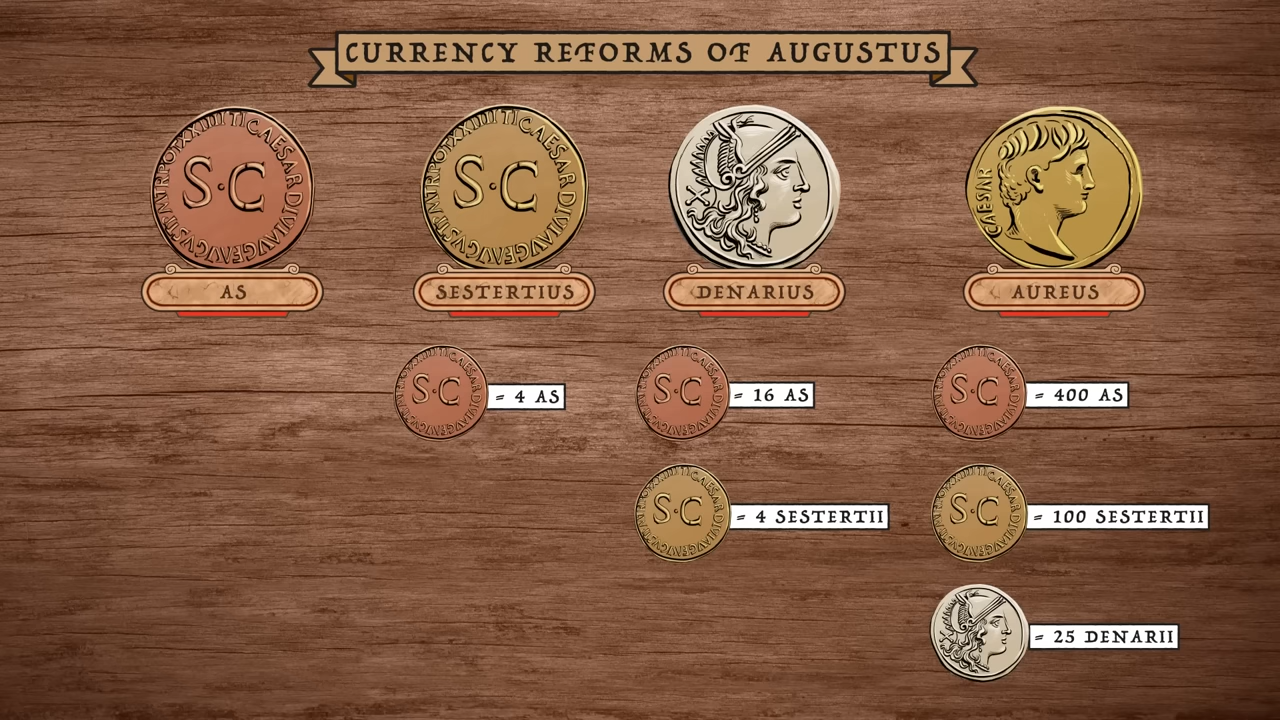 CURRENCY REFORMS OF AUGUSTUS
S·C
S·C
CAESAR
AS
SESTERTIUS
DENARIUS
AUREUS
S·C
= 4 AS
S·C
= 16 AS
S·C
= 400 AS
S·C
= 4 SESTERTII
S·C
= 100 SESTERTII
= 25 DENARII